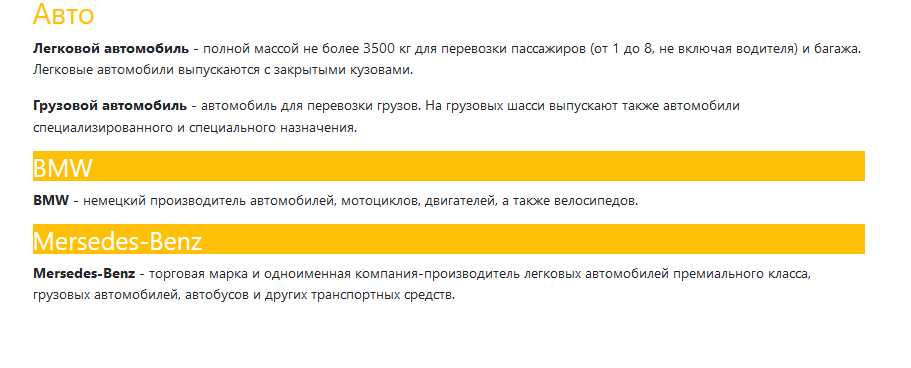 Авто
Легковой автомобиль - полной массой не более 3500 кг для перевозки пассажиров (от 1 до 8, не включая водителя) и багажа.
Легковые автомобили выпускаются с закрытыми кузовами.
Грузовой автомобиль - автомобиль для перевозки грузов. На грузовых шасси выпускают также автомобили
специализированного и специального назначения.
BMW
BMW - немецкий производитель автомобилей, мотоциклов, двигателей, а также велосипедов.
Mersedes-Benz
Mersedes-Benz - торговая марка и одноименная компания-производитель легковых автомобилей премиального класса,
грузовых автомобилей, автобусов и других транспортных средств.